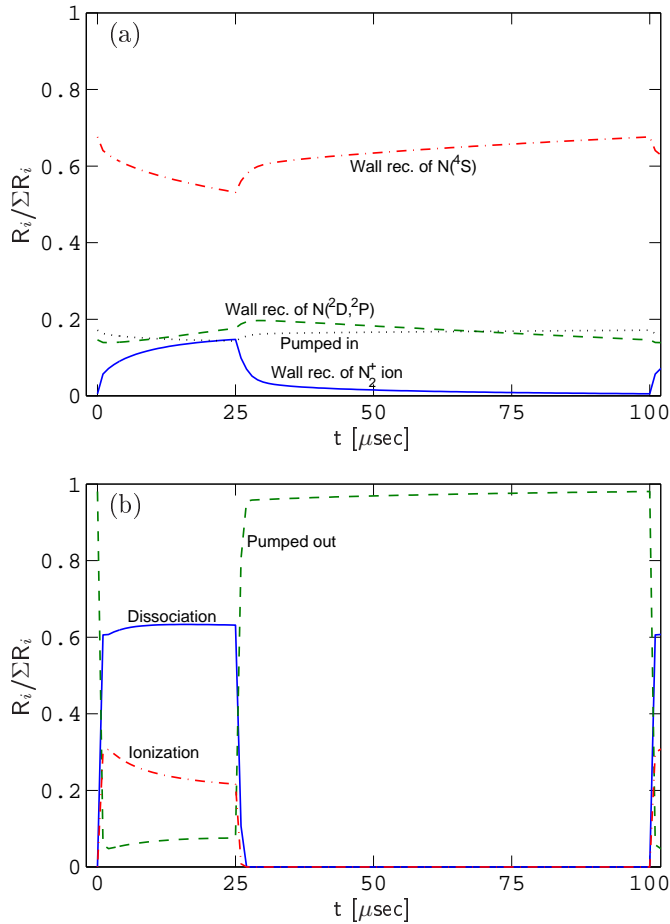 (a)
1
0.8
0.6
0.4
0.2
0
R_i/ΣR_i
Wall rec. of N(⁴S)
Wall rec. of N(²D,²P)
Pumped in
Wall rec. of N₂⁺ ion
0 25 50 75 100
t [μsec]
(b)
1
0.8
0.6
0.4
0.2
0
R_i/ΣR_i
Pumped out
Dissociation
Ionization
0 25 50 75 100
t [μsec]